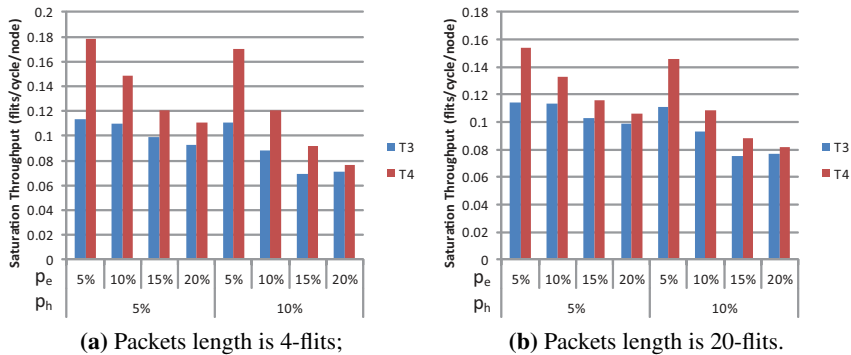 Saturation Throughput (flits/cycle/node)
0.2
0.18
0.16
0.14
0.12
0.1
0.08
0.06
0.04
0.02
0
T3
T4
pe 5% 10% 15% 20% 5% 10% 15% 20%
ph 5% 10%
(a) Packets length is 4-flits;
Saturation Throughput (flits/cycle/node)
0.18
0.16
0.14
0.12
0.1
0.08
0.06
0.04
0.02
0
T3
T4
pe 5% 10% 15% 20% 5% 10% 15% 20%
ph 5% 10%
(b) Packets length is 20-flits.